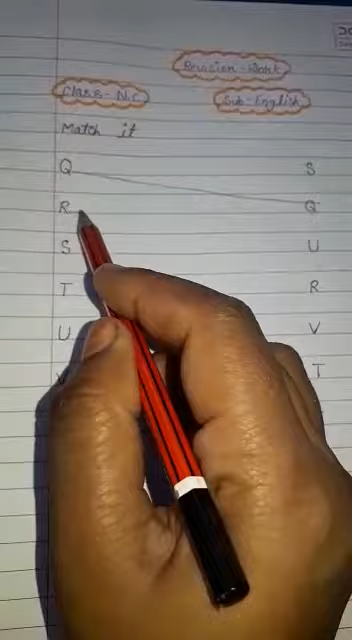 Revision-Work
Class-N.C Sub-English
Match it
Q S
R Q
S U
T R
U V
T